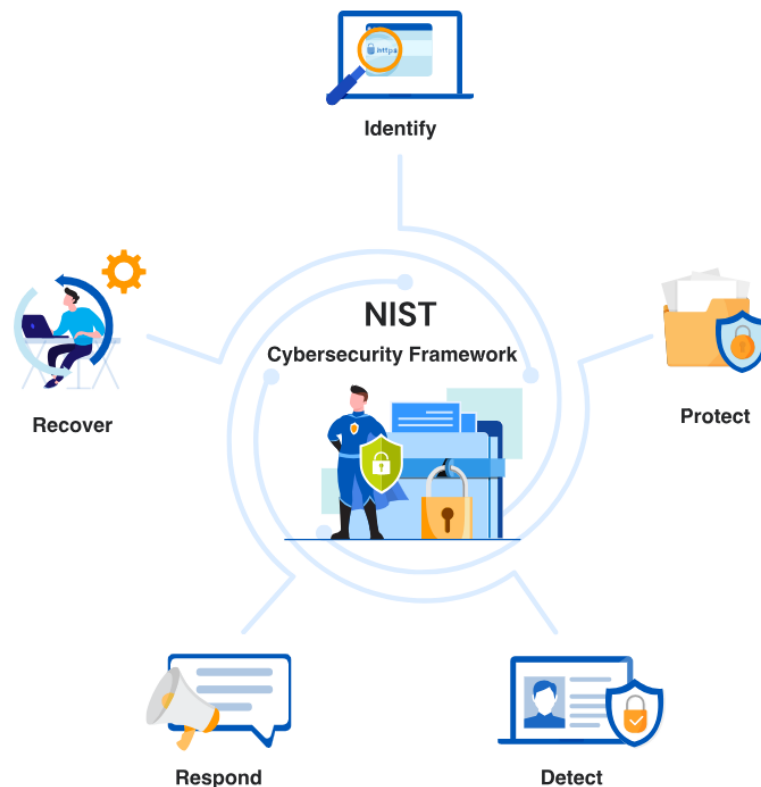 https
Identify
NIST
Cybersecurity Framework
Recover
Protect
Respond
Detect